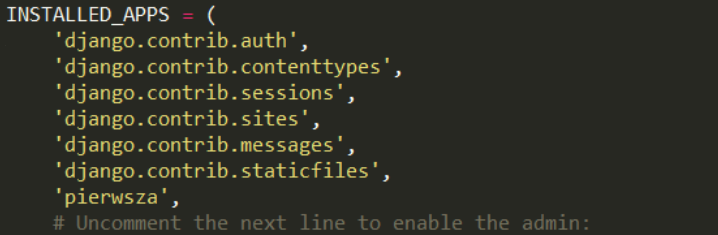 INSTALLED_APPS = (
    'django.contrib.auth',
    'django.contrib.contenttypes',
    'django.contrib.sessions',
    'django.contrib.sites',
    'django.contrib.messages',
    'django.contrib.staticfiles',
    'pierwsza',
    # Uncomment the next line to enable the admin: